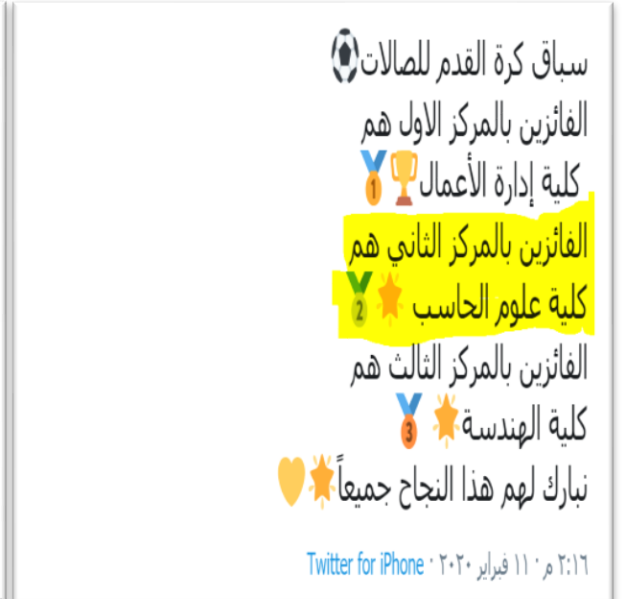 سباق كرة القدم للصالات⚽
الفائزين بالمركز الاول هم
كلية إدارة الأعمال🏆🥇
الفائزين بالمركز الثاني هم
كلية علوم الحاسب 🌟🥈
الفائزين بالمركز الثالث هم
كلية الهندسة🌟🥉
نبارك لهم هذا النجاح جميعاً🌟💛
٢:١٦ م · ١١ فبراير ٢٠٢٠ · Twitter for iPhone